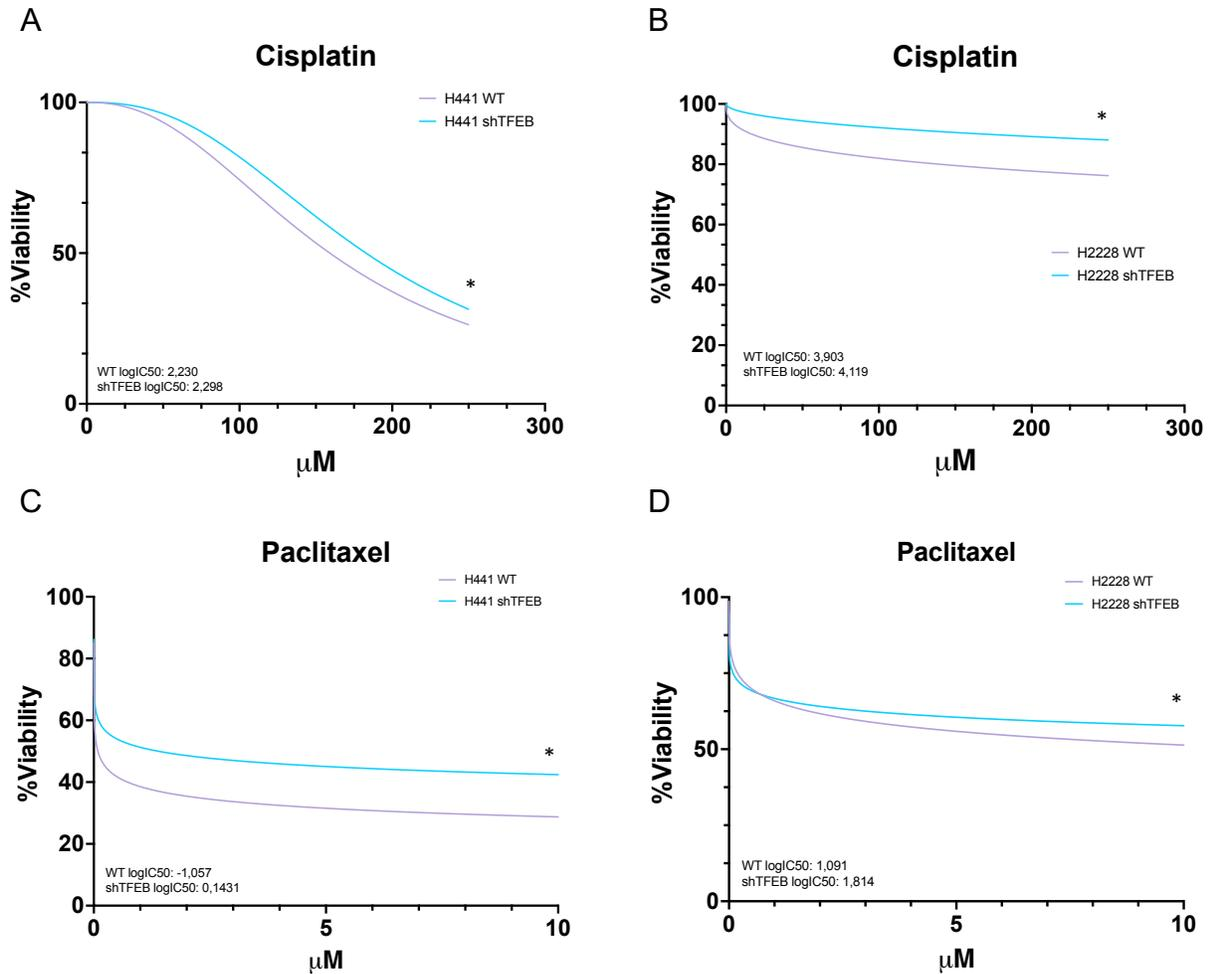 A
Cisplatin
H441 WT
H441 shTFEB
100
50
0
%Viability
WT logIC50: 2,230
shTFEB logIC50: 2,298
0 100 200 300
μM
B
Cisplatin
100
80
60
40
20
0
%Viability
*
H2228 WT
H2228 shTFEB
WT logIC50: 3,903
shTFEB logIC50: 4,119
0 100 200 300
μM
*
C
Paclitaxel
H441 WT
H441 shTFEB
100
80
60
40
20
0
%Viability
*
WT logIC50: -1,057
shTFEB logIC50: 0,1431
0 5 10
μM
D
Paclitaxel
H2228 WT
H2228 shTFEB
100
50
0
%Viability
*
WT logIC50: 1,091
shTFEB logIC50: 1,814
0 5 10
μM